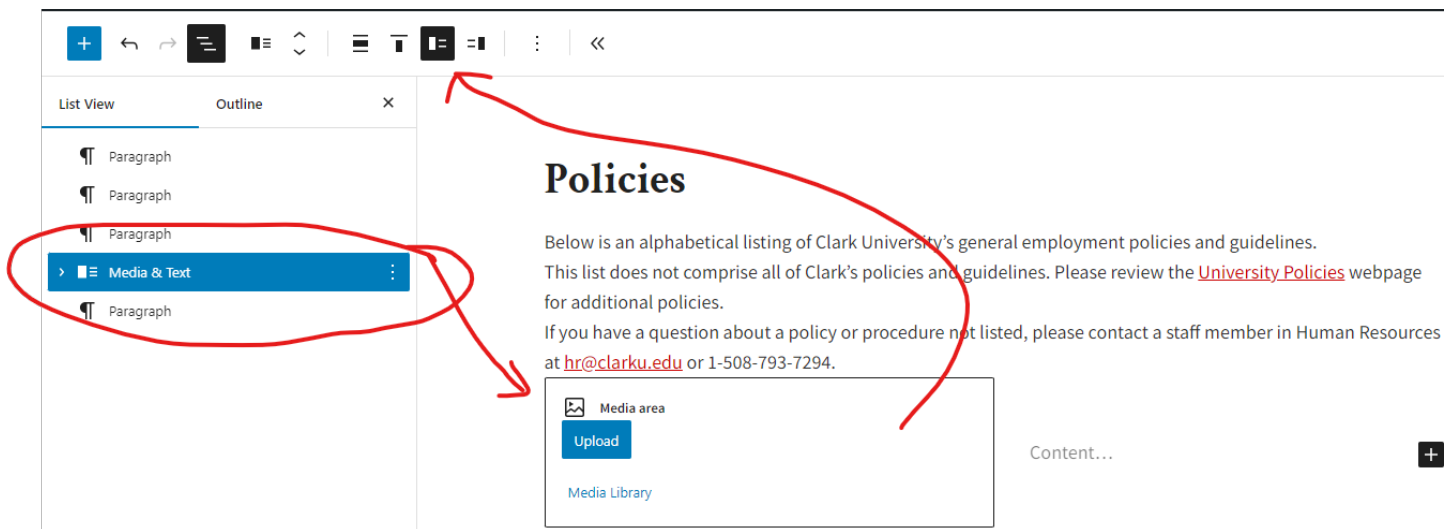 List View
Outline
Paragraph
Paragraph
Paragraph
Media & Text
Paragraph
Policies
Below is an alphabetical listing of Clark University’s general employment policies and guidelines.
This list does not comprise all of Clark’s policies and guidelines. Please review the University Policies webpage
for additional policies.
If you have a question about a policy or procedure not listed, please contact a staff member in Human Resources
at hr@clarku.edu or 1-508-793-7294.
Media area
Upload
Content…
Media Library